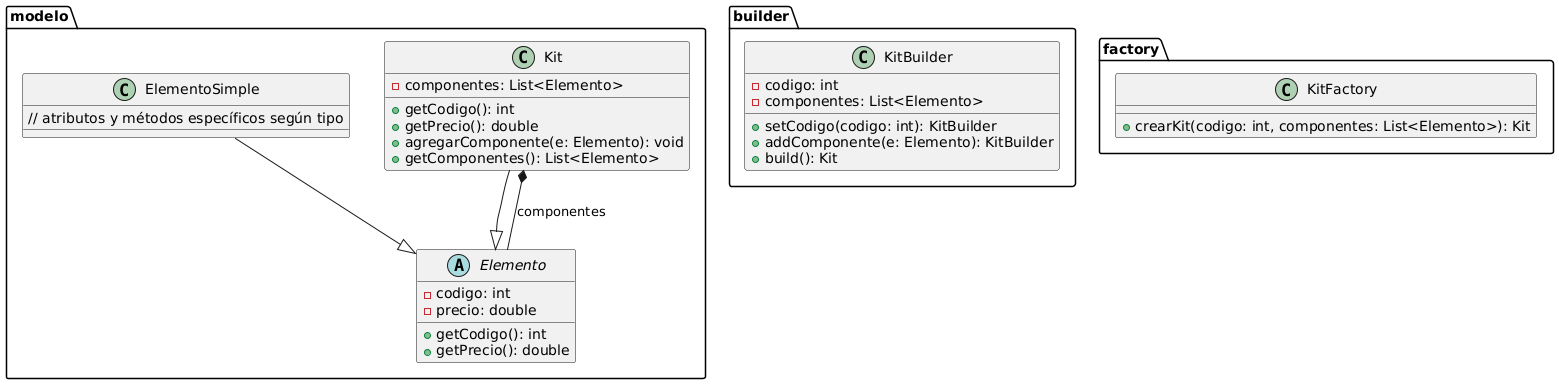 modelo
C ElementoSimple
// atributos y métodos específicos según tipo
C Kit
componentes: List<Elemento>
getCodigo(): int
getPrecio(): double
agregarComponente(e: Elemento): void
getComponentes(): List<Elemento>
componentes
A Elemento
codigo: int
precio: double
getCodigo(): int
getPrecio(): double
builder
C KitBuilder
codigo: int
componentes: List<Elemento>
setCodigo(codigo: int): KitBuilder
addComponente(e: Elemento): KitBuilder
build(): Kit
factory
C KitFactory
crearKit(codigo: int, componentes: List<Elemento>): Kit